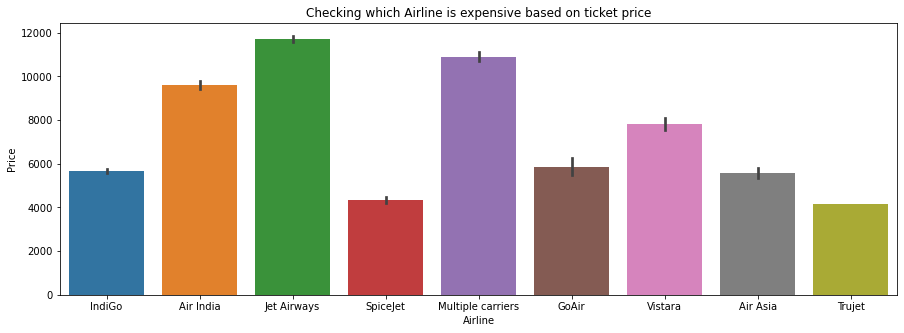 Checking which Airline is expensive based on ticket price
12000
10000
8000
6000
4000
2000
0
Price
IndiGo Air India Jet Airways SpiceJet Multiple carriers GoAir Vistara Air Asia Trujet
Airline